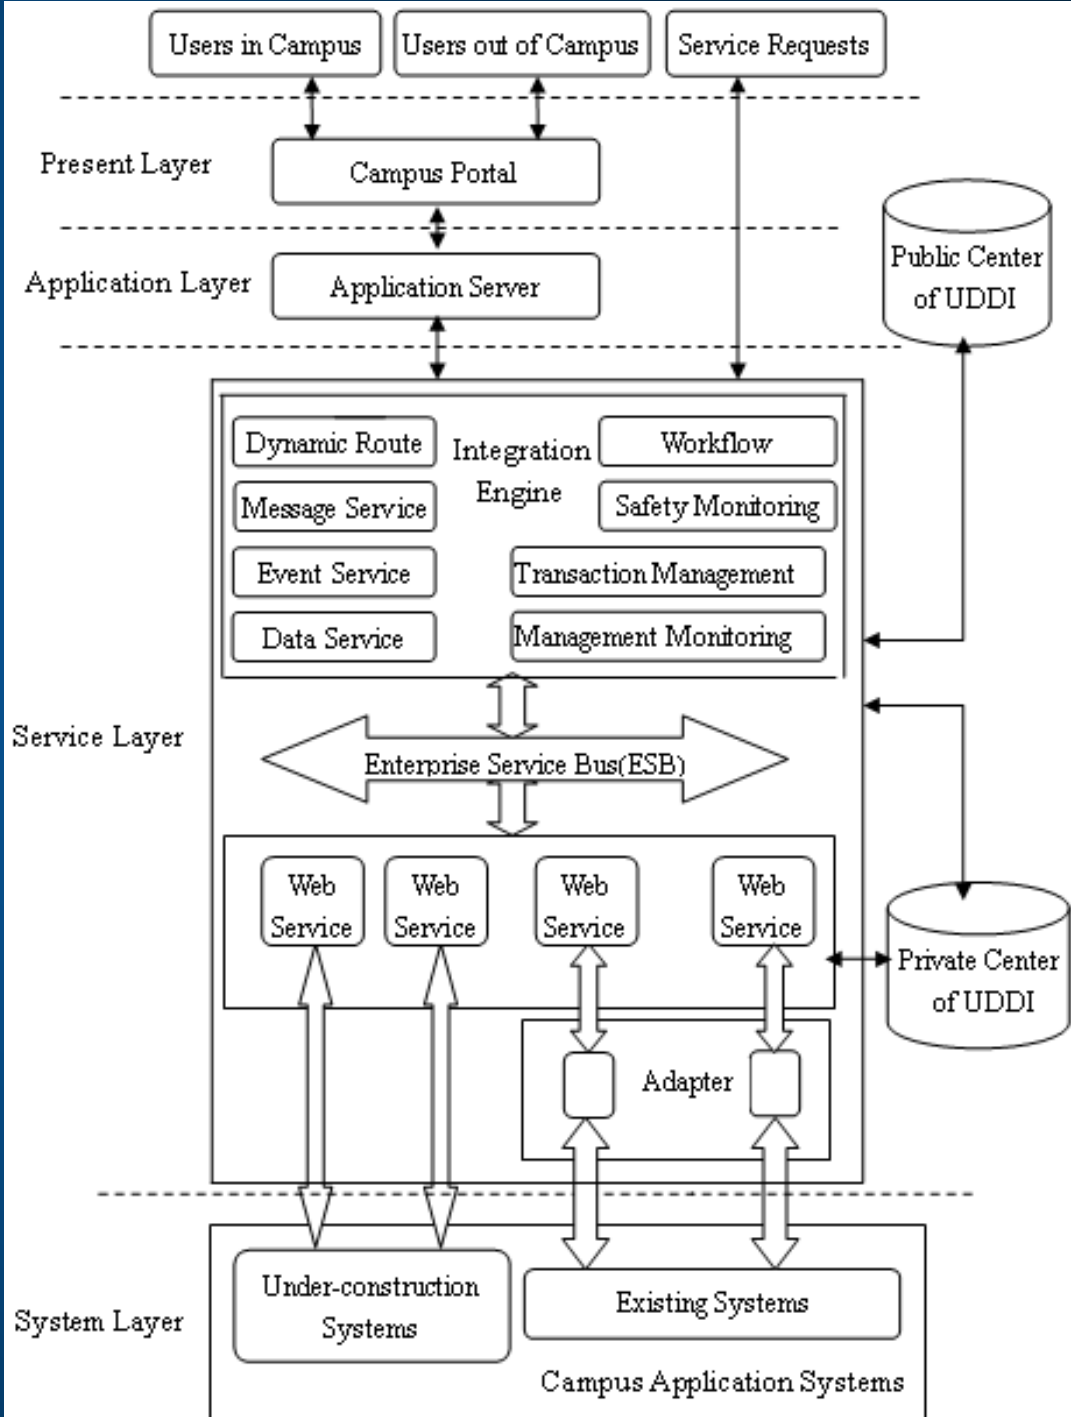 Users in Campus
Users out of Campus
Service Requests
Present Layer
Campus Portal
Application Layer
Application Server
Public Center
of UDDI
Dynamic Route
Integration
Engine
Workflow
Message Service
Safety Monitoring
Event Service
Transaction Management
Data Service
Management Monitoring
Service Layer
Enterprise Service Bus(ESB)
Web
Service
Web
Service
Web
Service
Web
Service
Private Center
of UDDI
Adapter
System Layer
Under-construction
Systems
Existing Systems
Campus Application Systems